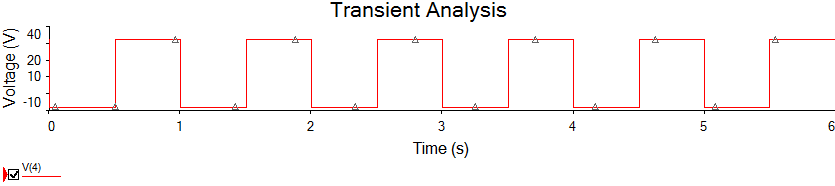 Transient Analysis
Voltage (V)
40
20
10
-10
0 1 2 3 4 5 6
Time (s)
V(4)